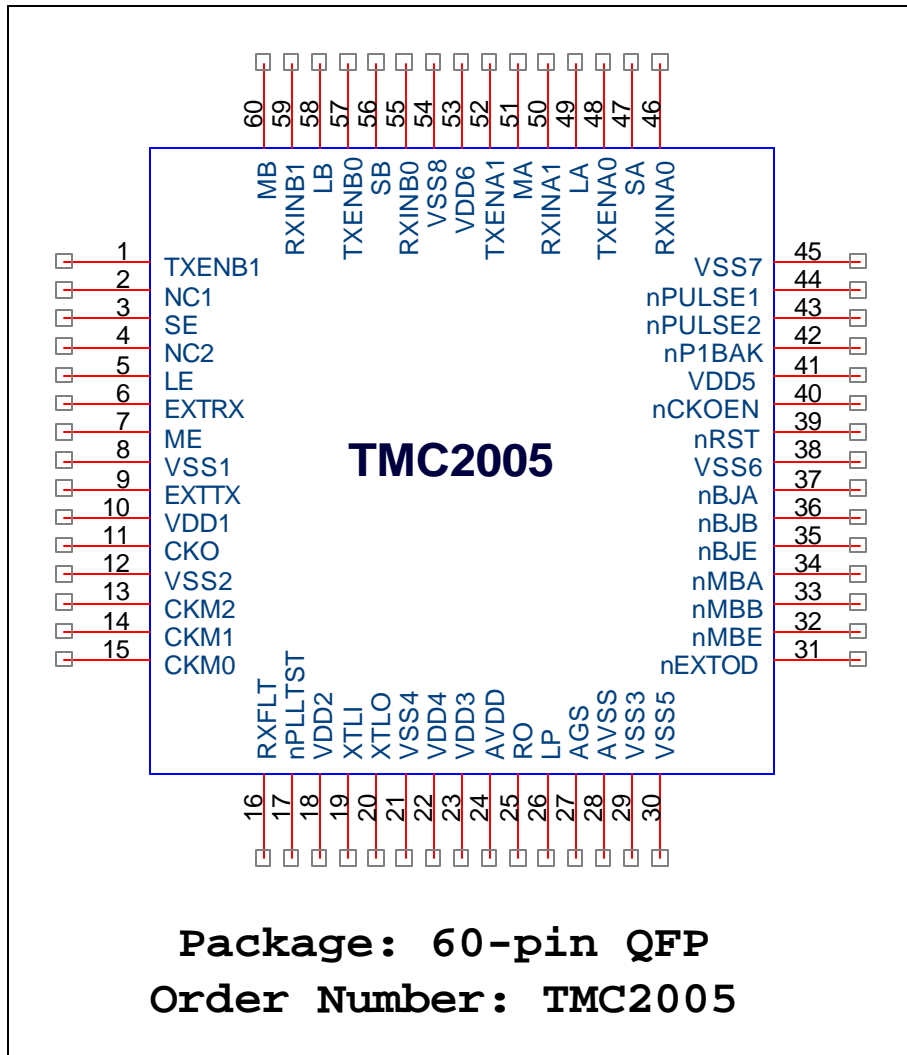 60 59 58 57 56 55 54 53 52 51 50 49 48 47 46
MB RXINB1 LB TXENB0 SB RXINB0 VSS8 VDD6 TXENA1 MA RXINA1 LA TXENA0 SA RXINA0
1 TXENB1 VSS7 45
2 NC1 nPULSE1 44
3 SE nPULSE2 43
4 NC2 nP1BAK 42
5 LE VDD5 41
6 EXTRX nCKOEN 40
7 ME nRST 39
8 VSS1 VSS6 38
9 EXTTX nBJA 37
10 VDD1 nBJB 36
11 CKO nBJE 35
12 VSS2 nMBA 34
13 CKM2 nMBB 33
14 CKM1 nMBE 32
15 CKM0 nEXTOD 31
TMC2005
RXFLT nPLLTST VDD2 XTLI XTLO VSS4 VDD4 VDD3 AVDD RO LP AGS AVSS VSS3 VSS5
16 17 18 19 20 21 22 23 24 25 26 27 28 29 30
Package: 60-pin QFP
Order Number: TMC2005